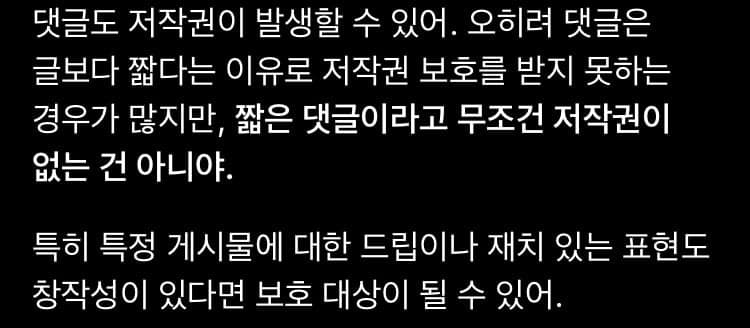 댓글도 저작권이 발생할 수 있어. 오히려 댓글은
글보다 짧다는 이유로 저작권 보호를 받지 못하는
경우가 많지만, 짧은 댓글이라고 무조건 저작권이
없는 건 아니야.
특히 특정 게시물에 대한 드립이나 재치 있는 표현도
창작성이 있다면 보호 대상이 될 수 있어.